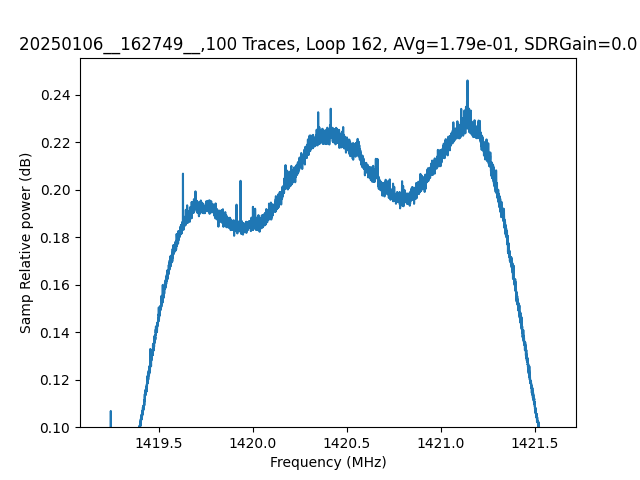 20250106__162749__,100 Traces, Loop 162, AVg=1.79e-01, SDRGain=0.0
0.24
0.22
0.20
0.18
0.16
0.14
0.12
0.10
Samp Relative power (dB)
1419.5 1420.0 1420.5 1421.0 1421.5
Frequency (MHz)